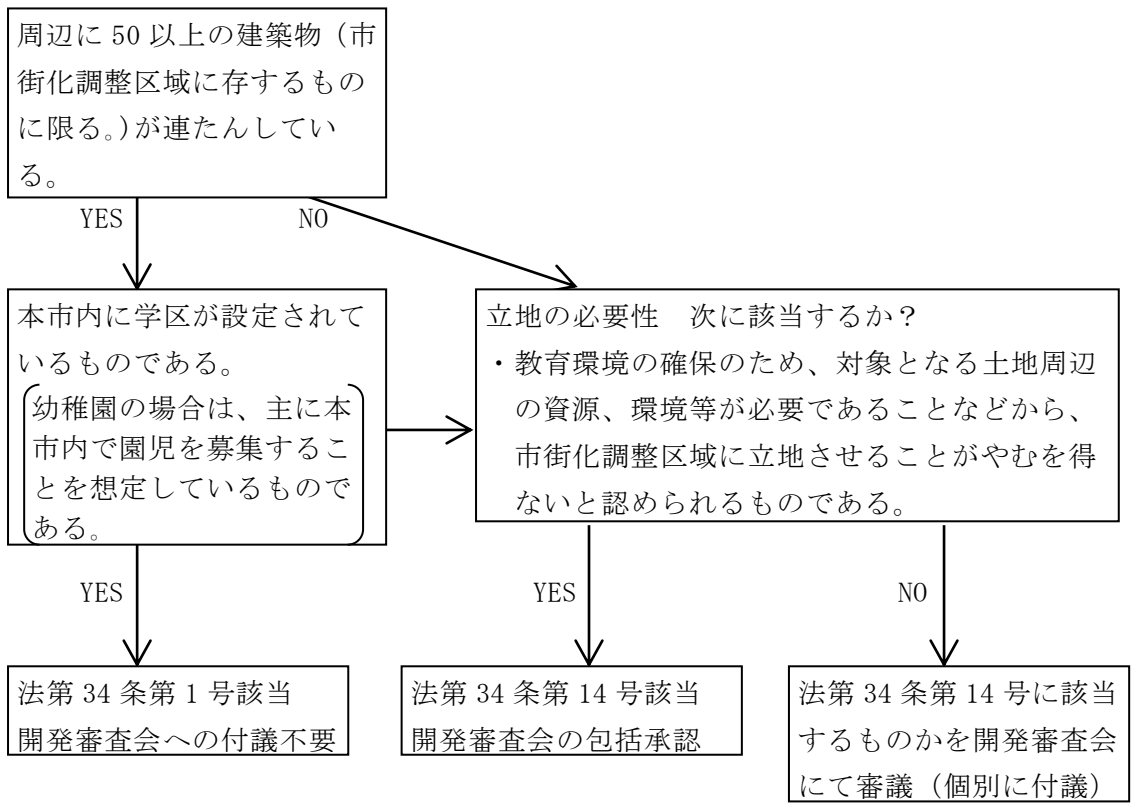 周辺に 50 以上の建築物（市
街化調整区域に存するもの
に限る。）が連たんしてい
る。
YES
NO
本市内に学区が設定されて
いるものである。
幼稚園の場合は、主に本
市内で園児を募集するこ
とを想定しているもので
ある。
立地の必要性　次に該当するか？
・教育環境の確保のため、対象となる土地周辺
の資源、環境等が必要であることなどから、
市街化調整区域に立地させることがやむを得
ないと認められるものである。
YES
YES
NO
法第 34 条第 1 号該当
開発審査会への付議不要
法第 34 条第 14 号該当
開発審査会の包括承認
法第 34 条第 14 号に該当
するものかを開発審査会
にて審議（個別に付議）